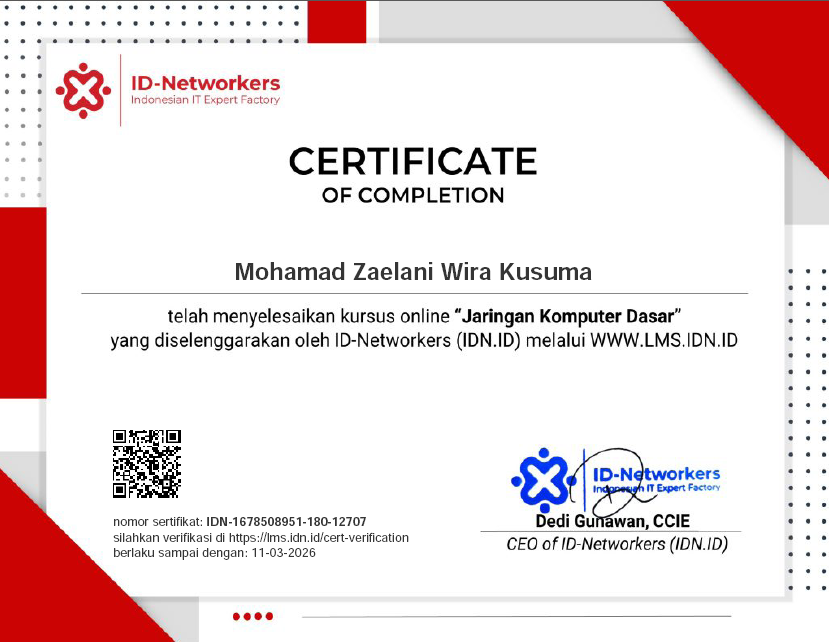 ID-Networkers
Indonesian IT Expert Factory
CERTIFICATE
OF COMPLETION
Mohamad Zaelani Wira Kusuma
telah menyelesaikan kursus online “Jaringan Komputer Dasar”
yang diselenggarakan oleh ID-Networkers (IDN.ID) melalui WWW.LMS.IDN.ID
nomor sertifikat: IDN-1678508951-180-12707
silahkan verifikasi di https://lms.idn.id/cert-verification
berlaku sampai dengan: 11-03-2026
ID-Networkers
Indonesian IT Expert Factory
Dedi Gunawan, CCIE
CEO of ID-Networkers (IDN.ID)